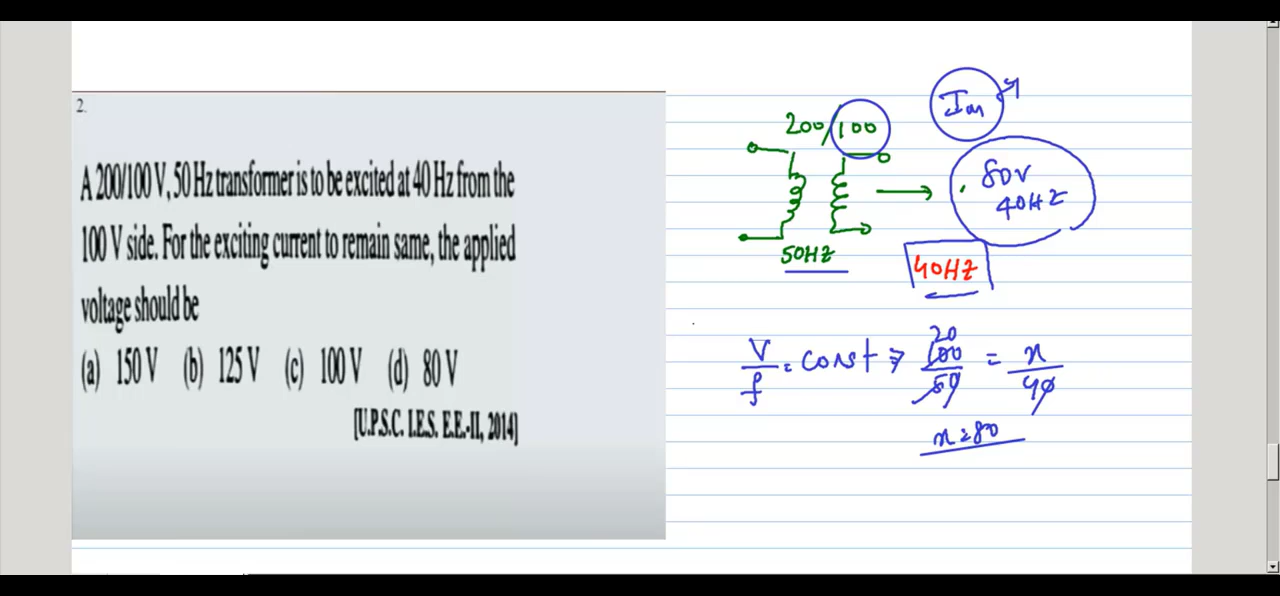 2.
A 200/100 V, 50 Hz transformer is to be excited at 40 Hz from the
100 V side. For the exciting current to remain same, the applied
voltage should be
(a) 150 V (b) 125 V (c) 100 V (d) 80 V
[U.P.S.C. I.E.S. E.E.-II, 2014]
Im
200/100
80V
40HZ
50HZ
40HZ
V/f = const ⇒ 100/50 = x/40
20
x = 80